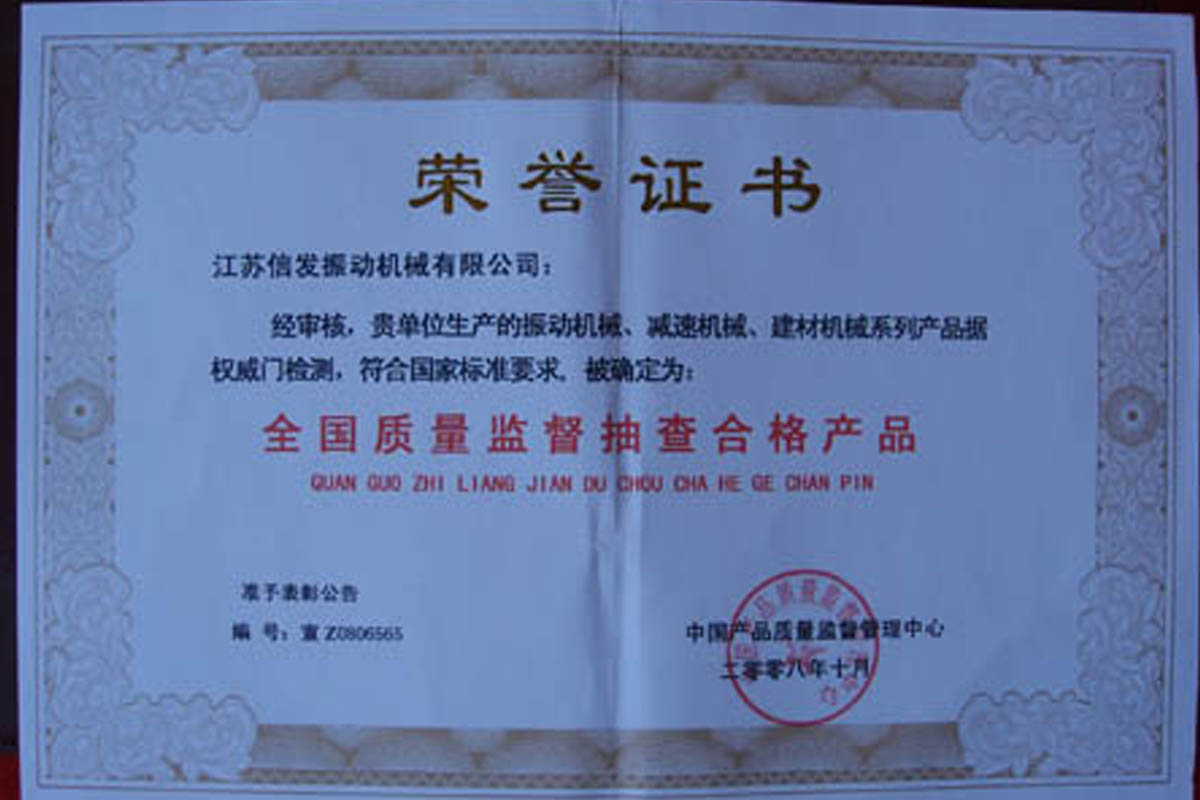 荣誉证书
江苏信发振动机械有限公司：
经审核，贵单位生产的振动机械、减速机械、建材机械系列产品据
权威门检测，符合国家标准要求。被确定为：
全国质量监督抽查合格产品
QUAN GUO ZHI LIANG JIAN DU CHOU CHA HE GE CHAN PIN
准予表彰公告
编 号：宣Z0806565
中国产品质量监督管理中心
二零零八年十月